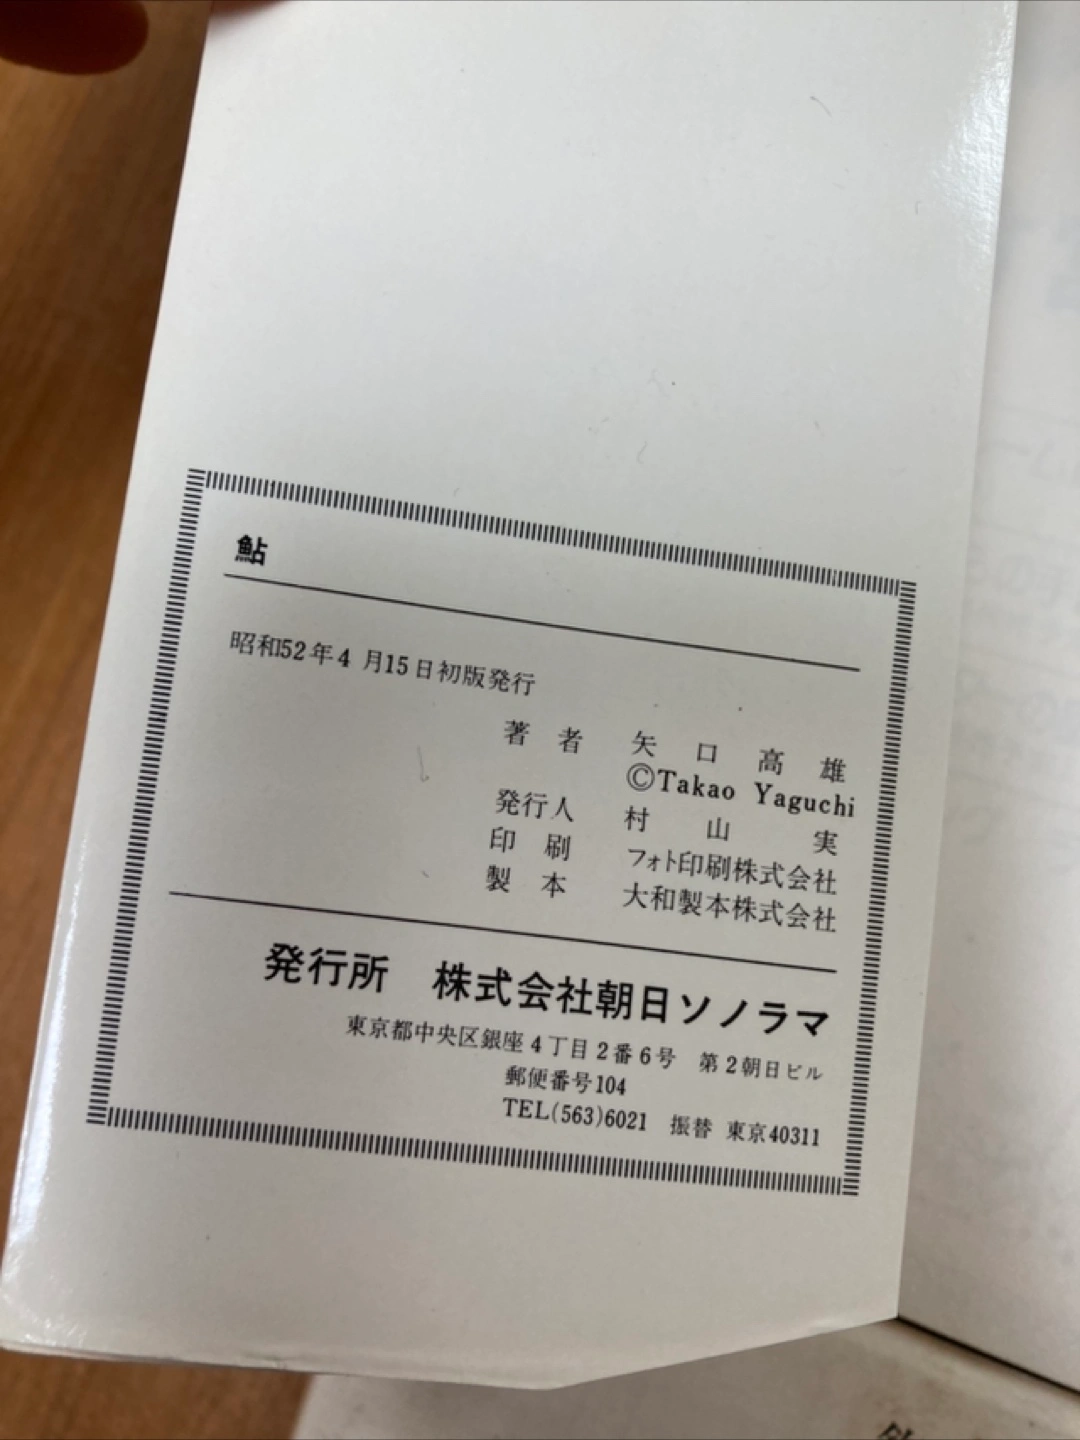 鮎
昭和52年4月15日初版発行
著者 矢口高雄
©Takao Yaguchi
発行人 村山実
印刷 フォト印刷株式会社
製本 大和製本株式会社
発行所 株式会社朝日ソノラマ
東京都中央区銀座4丁目2番6号 第2朝日ビル
郵便番号104
TEL(563)6021 振替 東京40311